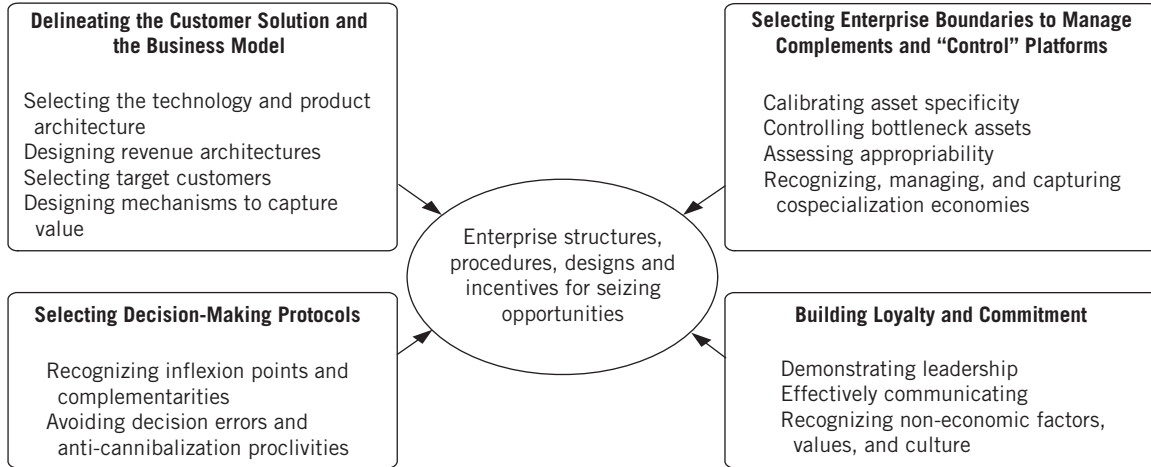 Delineating the Customer Solution and
the Business Model
Selecting the technology and product
architecture
Designing revenue architectures
Selecting target customers
Designing mechanisms to capture
value
Selecting Enterprise Boundaries to Manage
Complements and “Control” Platforms
Calibrating asset specificity
Controlling bottleneck assets
Assessing appropriability
Recognizing, managing, and capturing
cospecialization economies
Enterprise structures,
procedures, designs and
incentives for seizing
opportunities
Selecting Decision-Making Protocols
Recognizing inflexion points and
complementarities
Avoiding decision errors and
anti-cannibalization proclivities
Building Loyalty and Commitment
Demonstrating leadership
Effectively communicating
Recognizing non-economic factors,
values, and culture